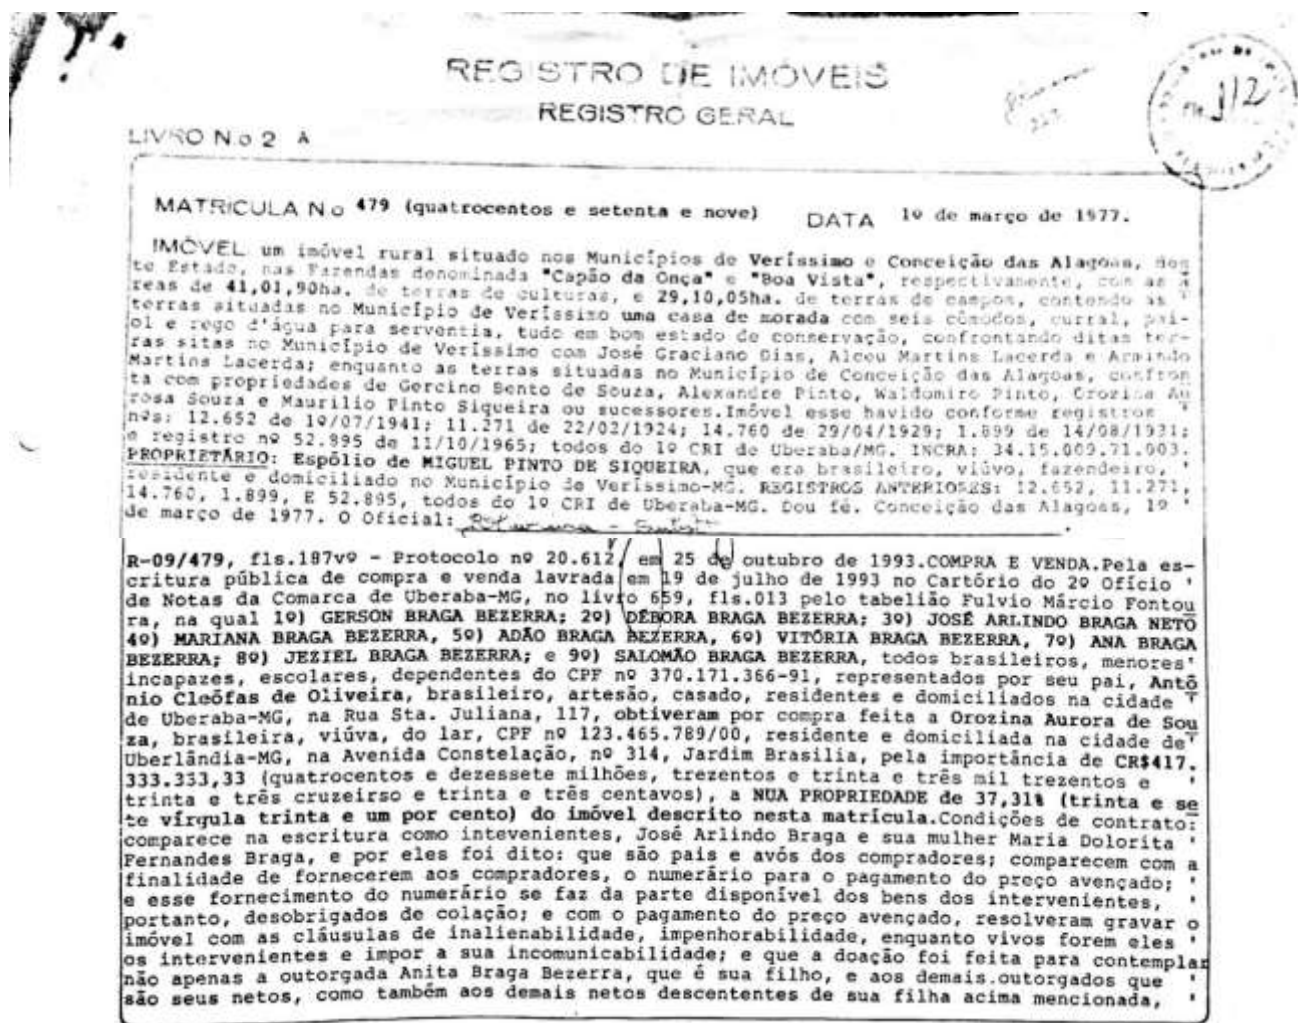 REGISTRO DE IMÓVEIS
REGISTRO GERAL
112
LIVRO N.o 2 A
MATRICULA N.o 479 (quatrocentos e setenta e nove) DATA 1º de março de 1977.
IMÓVEL um imóvel rural situado nos Municípios de Veríssimo e Conceição das Alagoas, des
te Estado, nas Fazendas denominada "Capão da Onça" e "Boa Vista", respectivamente, com as á
reas de 41,01,90ha. de terras de culturas, e 29,10,05ha. de terras de campos, contendo as '
terras situadas no Município de Veríssimo uma casa de morada com seis cômodos, curral, pai-
ol e rego d'água para serventia, tudo em bom estado de conservação, confrontando ditas ter-
ras sitas no Município de Veríssimo com José Graciano Dias, Alceu Martins Lacerda e Armindo
Martins Lacerda; enquanto as terras situadas no Município de Conceição das Alagoas, confron
ta com propriedades de Gercino Bento de Souza, Alexandre Pinto, Waldomiro Pinto, Orozina Au
rosa Souza e Maurilio Pinto Siqueira ou sucessores.Imóvel esse havido conforme registros '
nºs: 12.652 de 10/07/1941; 11.271 de 22/02/1924; 14.760 de 29/04/1929; 1.899 de 14/08/1931;
e registro nº 52.895 de 11/10/1965; todos do 1º CRI de Uberaba/MG. INCRA: 34.15.009.71.003.
PROPRIETÁRIO: Espólio de MIGUEL PINTO DE SIQUEIRA, que era brasileiro, viúvo, fazendeiro, '
residente e domiciliado no Município de Veríssimo-MG. REGISTROS ANTERIORES: 12.652, 11.271,
14.760, 1.899, E 52.895, todos do 1º CRI de Uberaba-MG. Dou fé. Conceição das Alagoas, 1º '
de março de 1977. O Oficial:
R-09/479, fls.187vº - Protocolo nº 20.612, em 25 de outubro de 1993.COMPRA E VENDA.Pela es-
critura pública de compra e venda lavrada em 19 de julho de 1993 no Cartório do 2º Ofício '
de Notas da Comarca de Uberaba-MG, no livro 659, fls.013 pelo tabelião Fulvio Márcio Fontou
ra, na qual 1º) GERSON BRAGA BEZERRA; 2º) DÉBORA BRAGA BEZERRA; 3º) JOSÉ ARLINDO BRAGA NETO
4º) MARIANA BRAGA BEZERRA, 5º) ADÃO BRAGA BEZERRA, 6º) VITÓRIA BRAGA BEZERRA, 7º) ANA BRAGA
BEZERRA; 8º) JEZIEL BRAGA BEZERRA; e 9º) SALOMÃO BRAGA BEZERRA, todos brasileiros, menores'
incapazes, escolares, dependentes do CPF nº 370.171.366-91, representados por seu pai, Antô
nio Cleófas de Oliveira, brasileiro, artesão, casado, residentes e domiciliados na cidade '
de Uberaba-MG, na Rua Sta. Juliana, 117, obtiveram por compra feita a Orozina Aurora de Sou
za, brasileira, viúva, do lar, CPF nº 123.465.789/00, residente e domiciliada na cidade de'
Uberlândia-MG, na Avenida Constelação, nº 314, Jardim Brasilia, pela importância de CR$417.
333.333,33 (quatrocentos e dezessete milhões, trezentos e trinta e três mil trezentos e '
trinta e três cruzeirso e trinta e três centavos), a NUA PROPRIEDADE de 37,31% (trinta e se
te vírgula trinta e um por cento) do imóvel descrito nesta matrícula.Condições de contrato:
comparece na escritura como intevenientes, José Arlindo Braga e sua mulher Maria Dolorita '
Fernandes Braga, e por eles foi dito: que são pais e avós dos compradores; comparecem com a
finalidade de fornecerem aos compradores, o numerário para o pagamento do preço avençado; '
e esse fornecimento do numerário se faz da parte disponível dos bens dos intervenientes, '
portanto, desobrigados de colação; e com o pagamento do preço avençado, resolveram gravar o
imóvel com as cláusulas de inalienabilidade, impenhorabilidade, enquanto vivos forem eles '
os intervenientes e impor a sua incomunicabilidade; e que a doação foi feita para contemplar
não apenas a outorgada Anita Braga Bezerra, que é sua filho, e aos demais.outorgados que '
são seus netos, como também aos demais netos descententes de sua filha acima mencionada, '